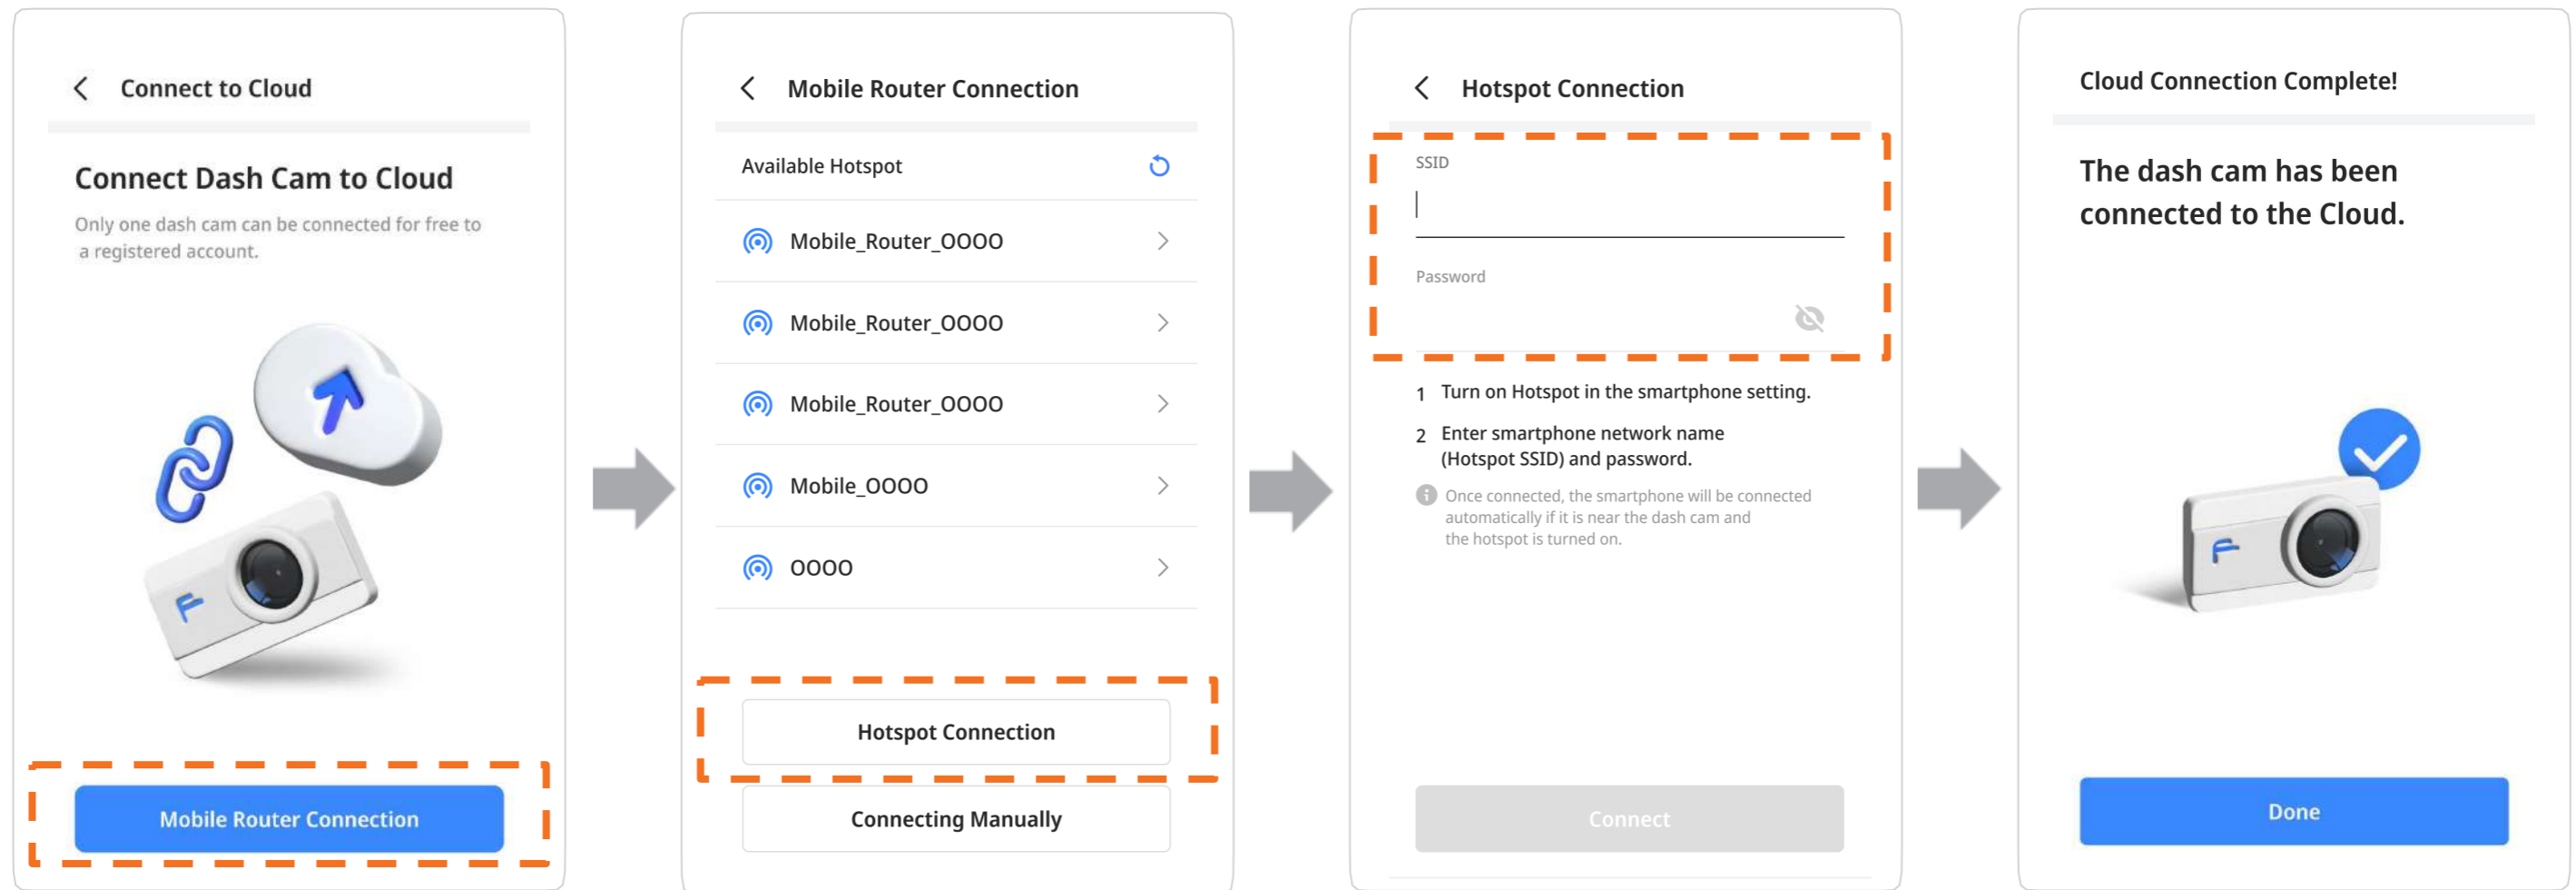 Connect to Cloud
Connect Dash Cam to Cloud
Only one dash cam can be connected for free to
a registered account.
F
Mobile Router Connection
Mobile Router Connection
Available Hotspot
Mobile_Router_OOOO
Mobile_Router_OOOO
Mobile_Router_OOOO
Mobile_OOOO
OOOO
Hotspot Connection
Connecting Manually
Hotspot Connection
SSID
Password
1 Turn on Hotspot in the smartphone setting.
2 Enter smartphone network name
(Hotspot SSID) and password.
i Once connected, the smartphone will be connected
automatically if it is near the dash cam and
the hotspot is turned on.
Connect
Cloud Connection Complete!
The dash cam has been
connected to the Cloud.
F
Done